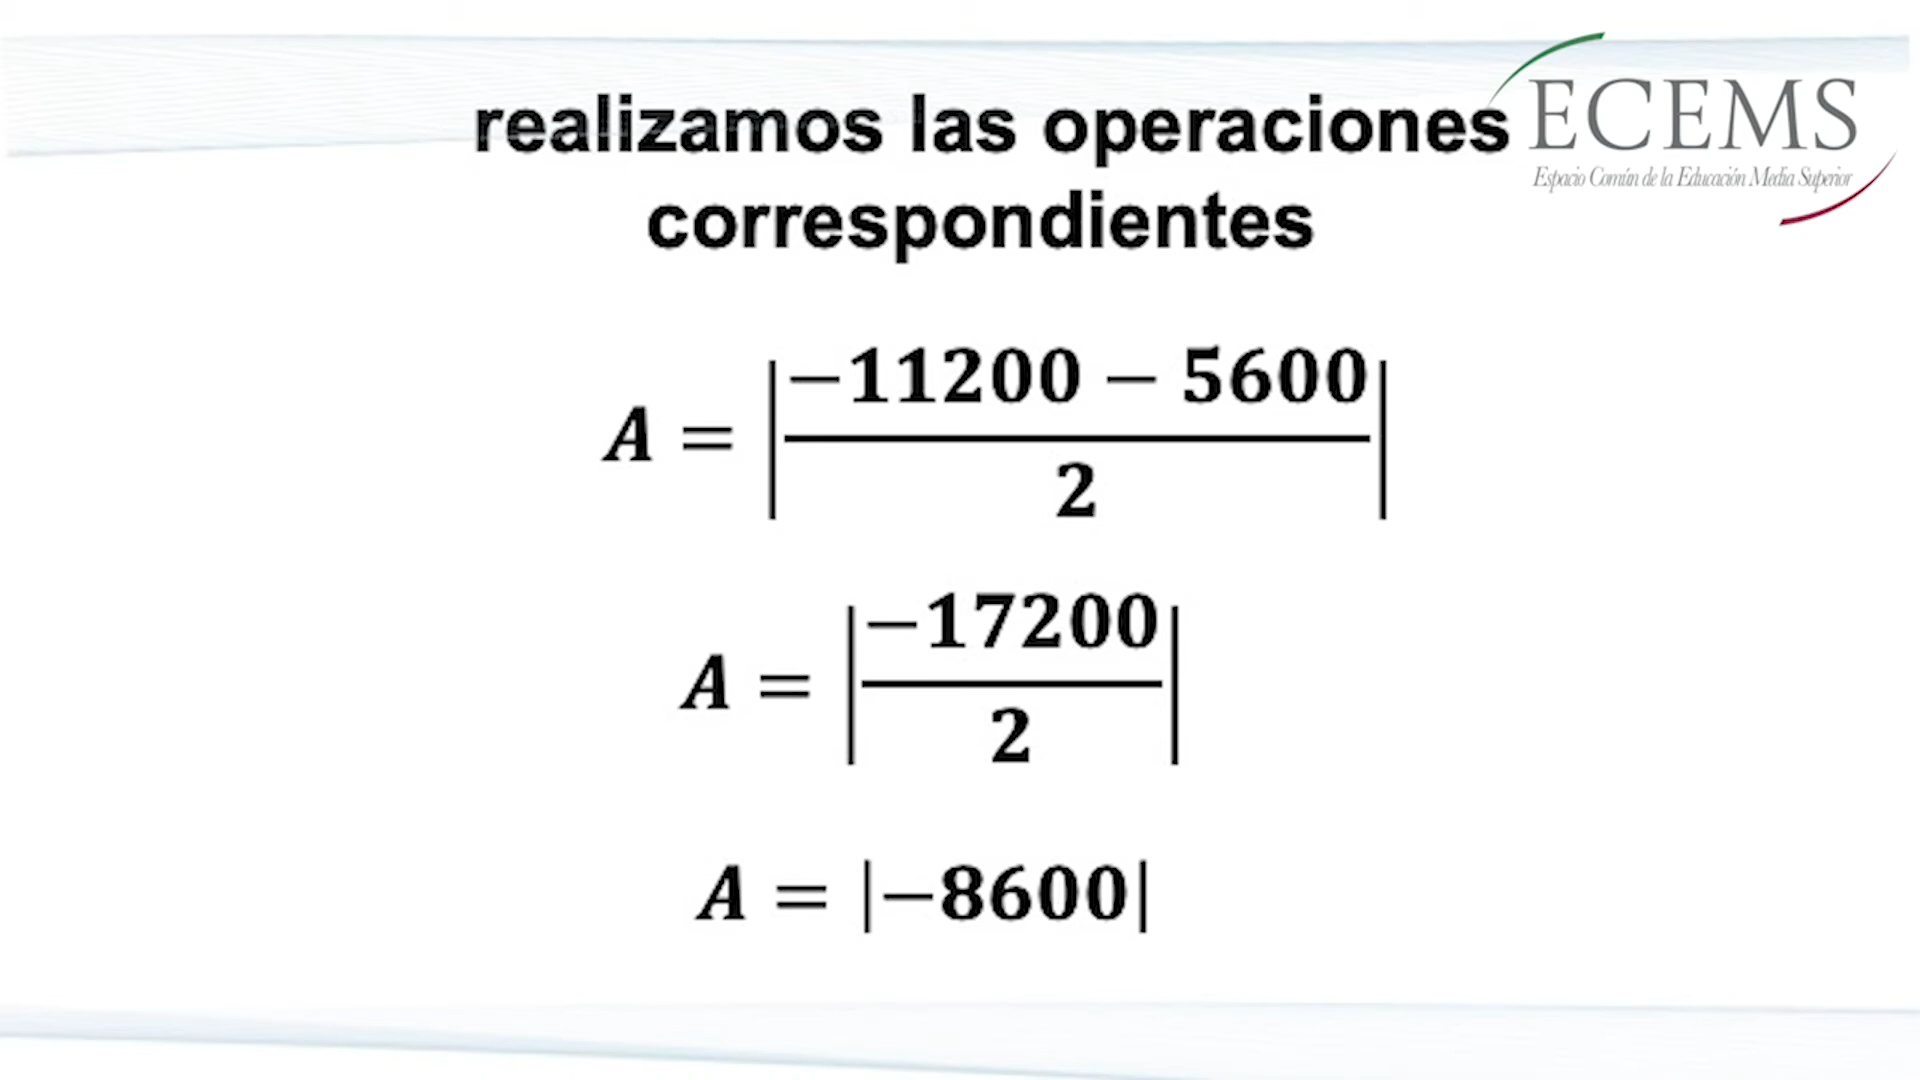 realizamos las operaciones
correspondientes
ECEMS
Espacio Común de la Educación Media Superior
A = |−11200 − 5600 / 2|
A = |−17200 / 2|
A = |−8600|